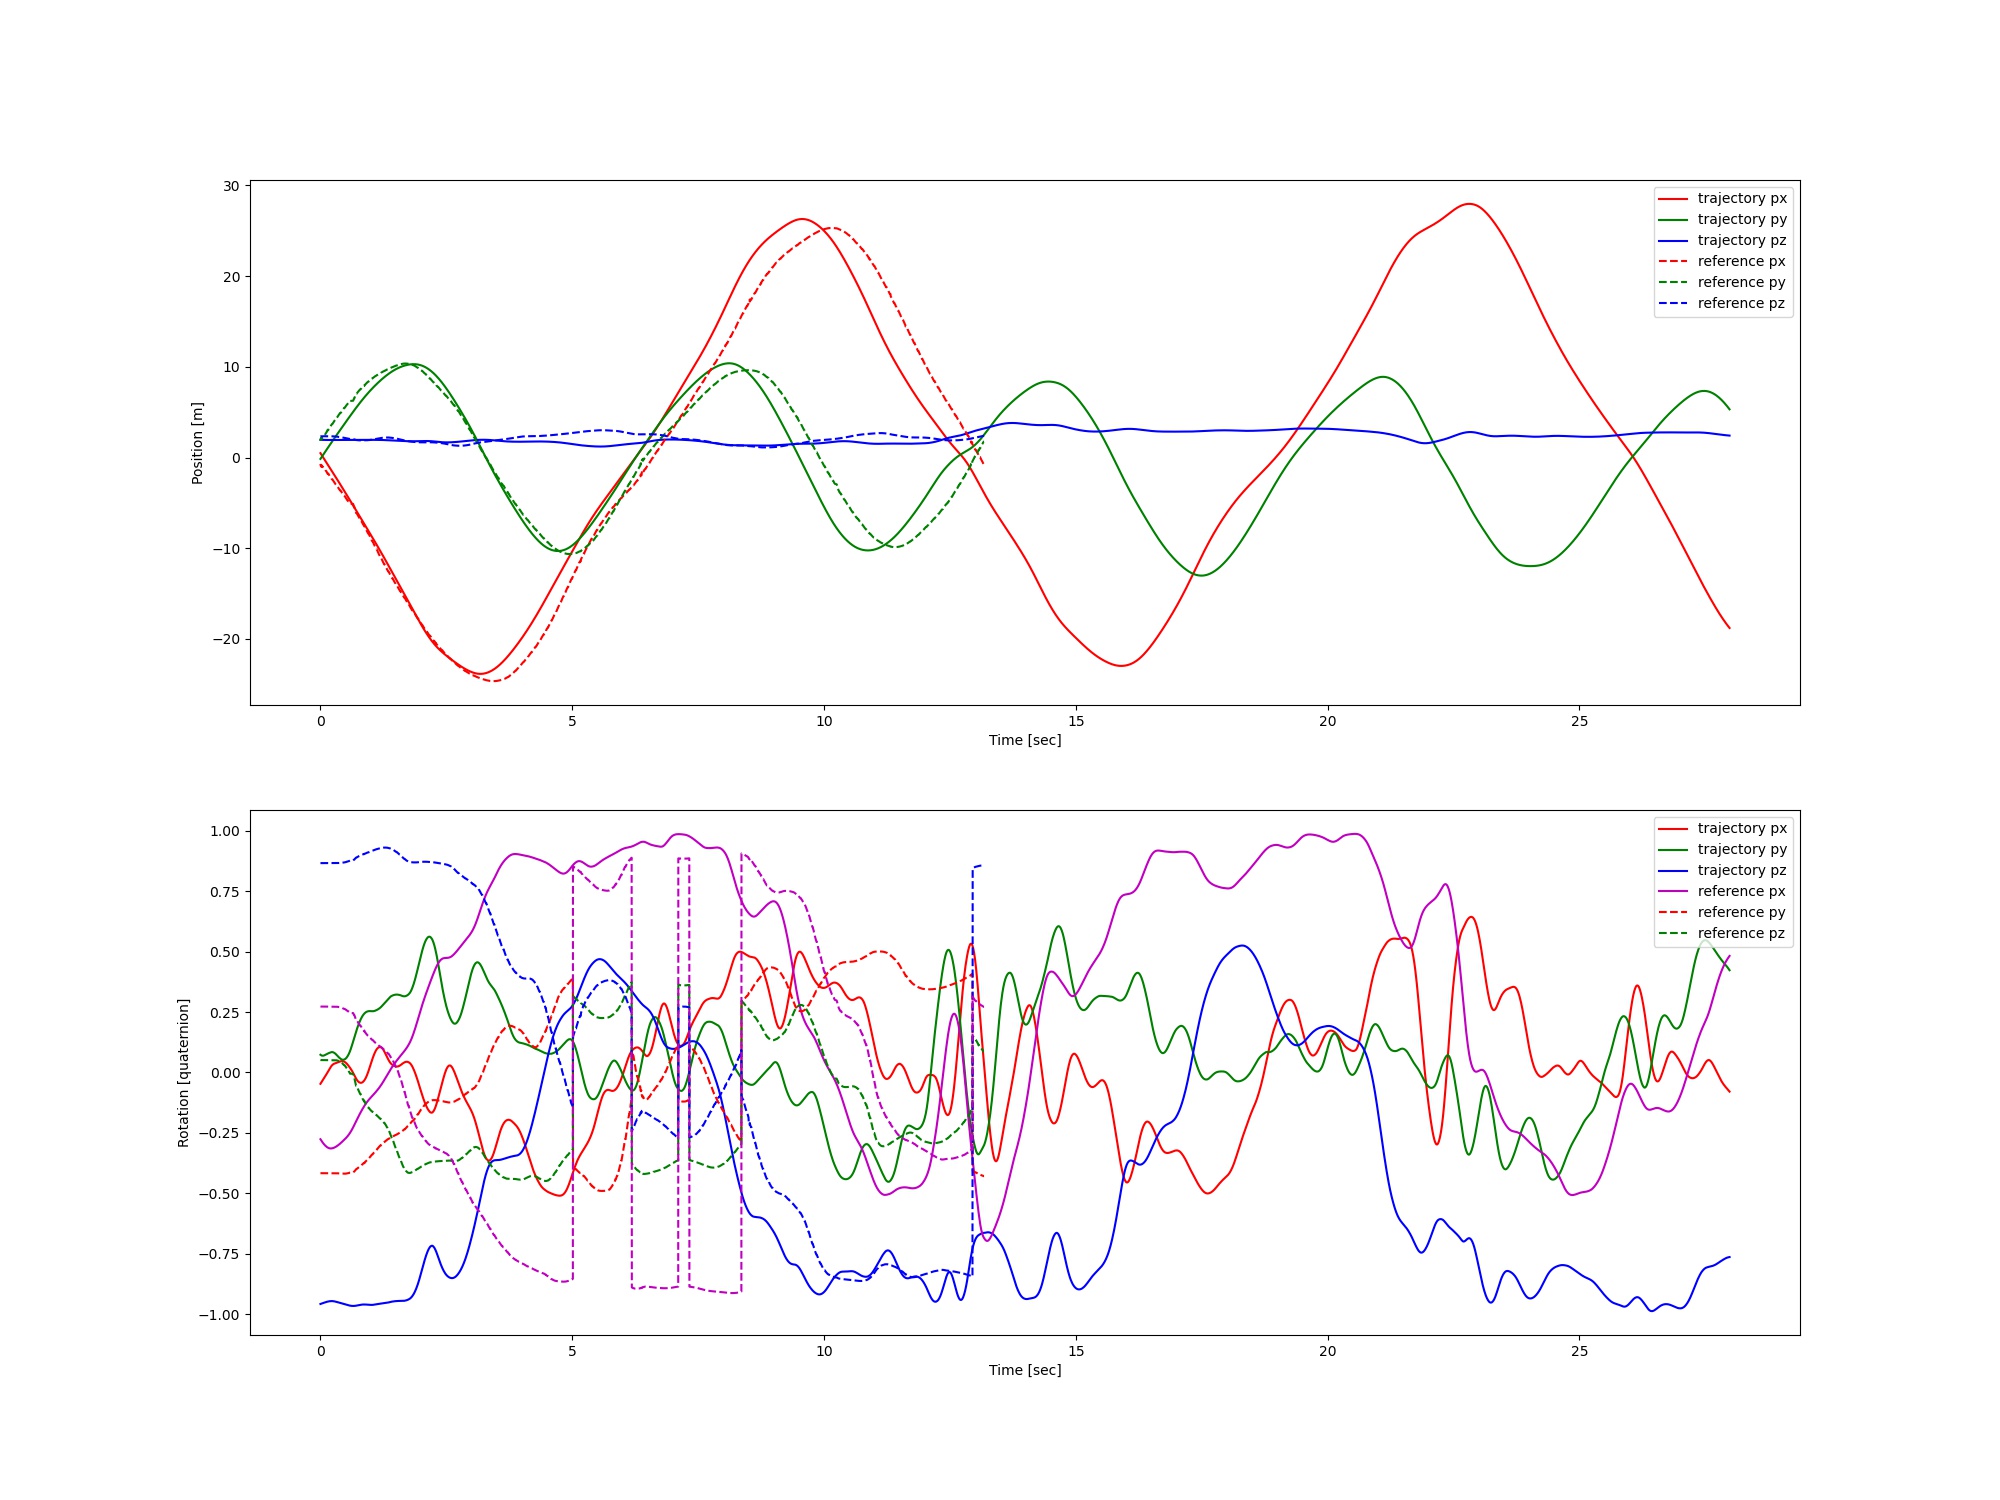 30
20
10
0
−10
−20
Position [m]
trajectory px
trajectory py
trajectory pz
reference px
reference py
reference pz
0 5 10 15 20 25
Time [sec]
1.00
0.75
0.50
0.25
0.00
−0.25
−0.50
−0.75
−1.00
Rotation [quaternion]
trajectory px
trajectory py
trajectory pz
reference px
reference py
reference pz
0 5 10 15 20 25
Time [sec]